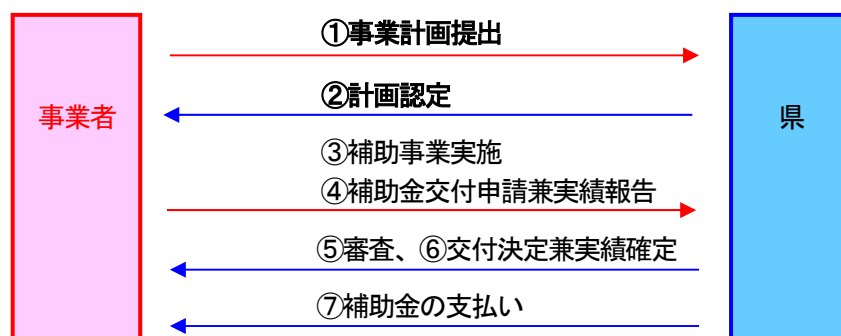 ①事業計画提出
②計画認定
事業者
県
③補助事業実施
④補助金交付申請兼実績報告
⑤審査、⑥交付決定兼実績確定
⑦補助金の支払い